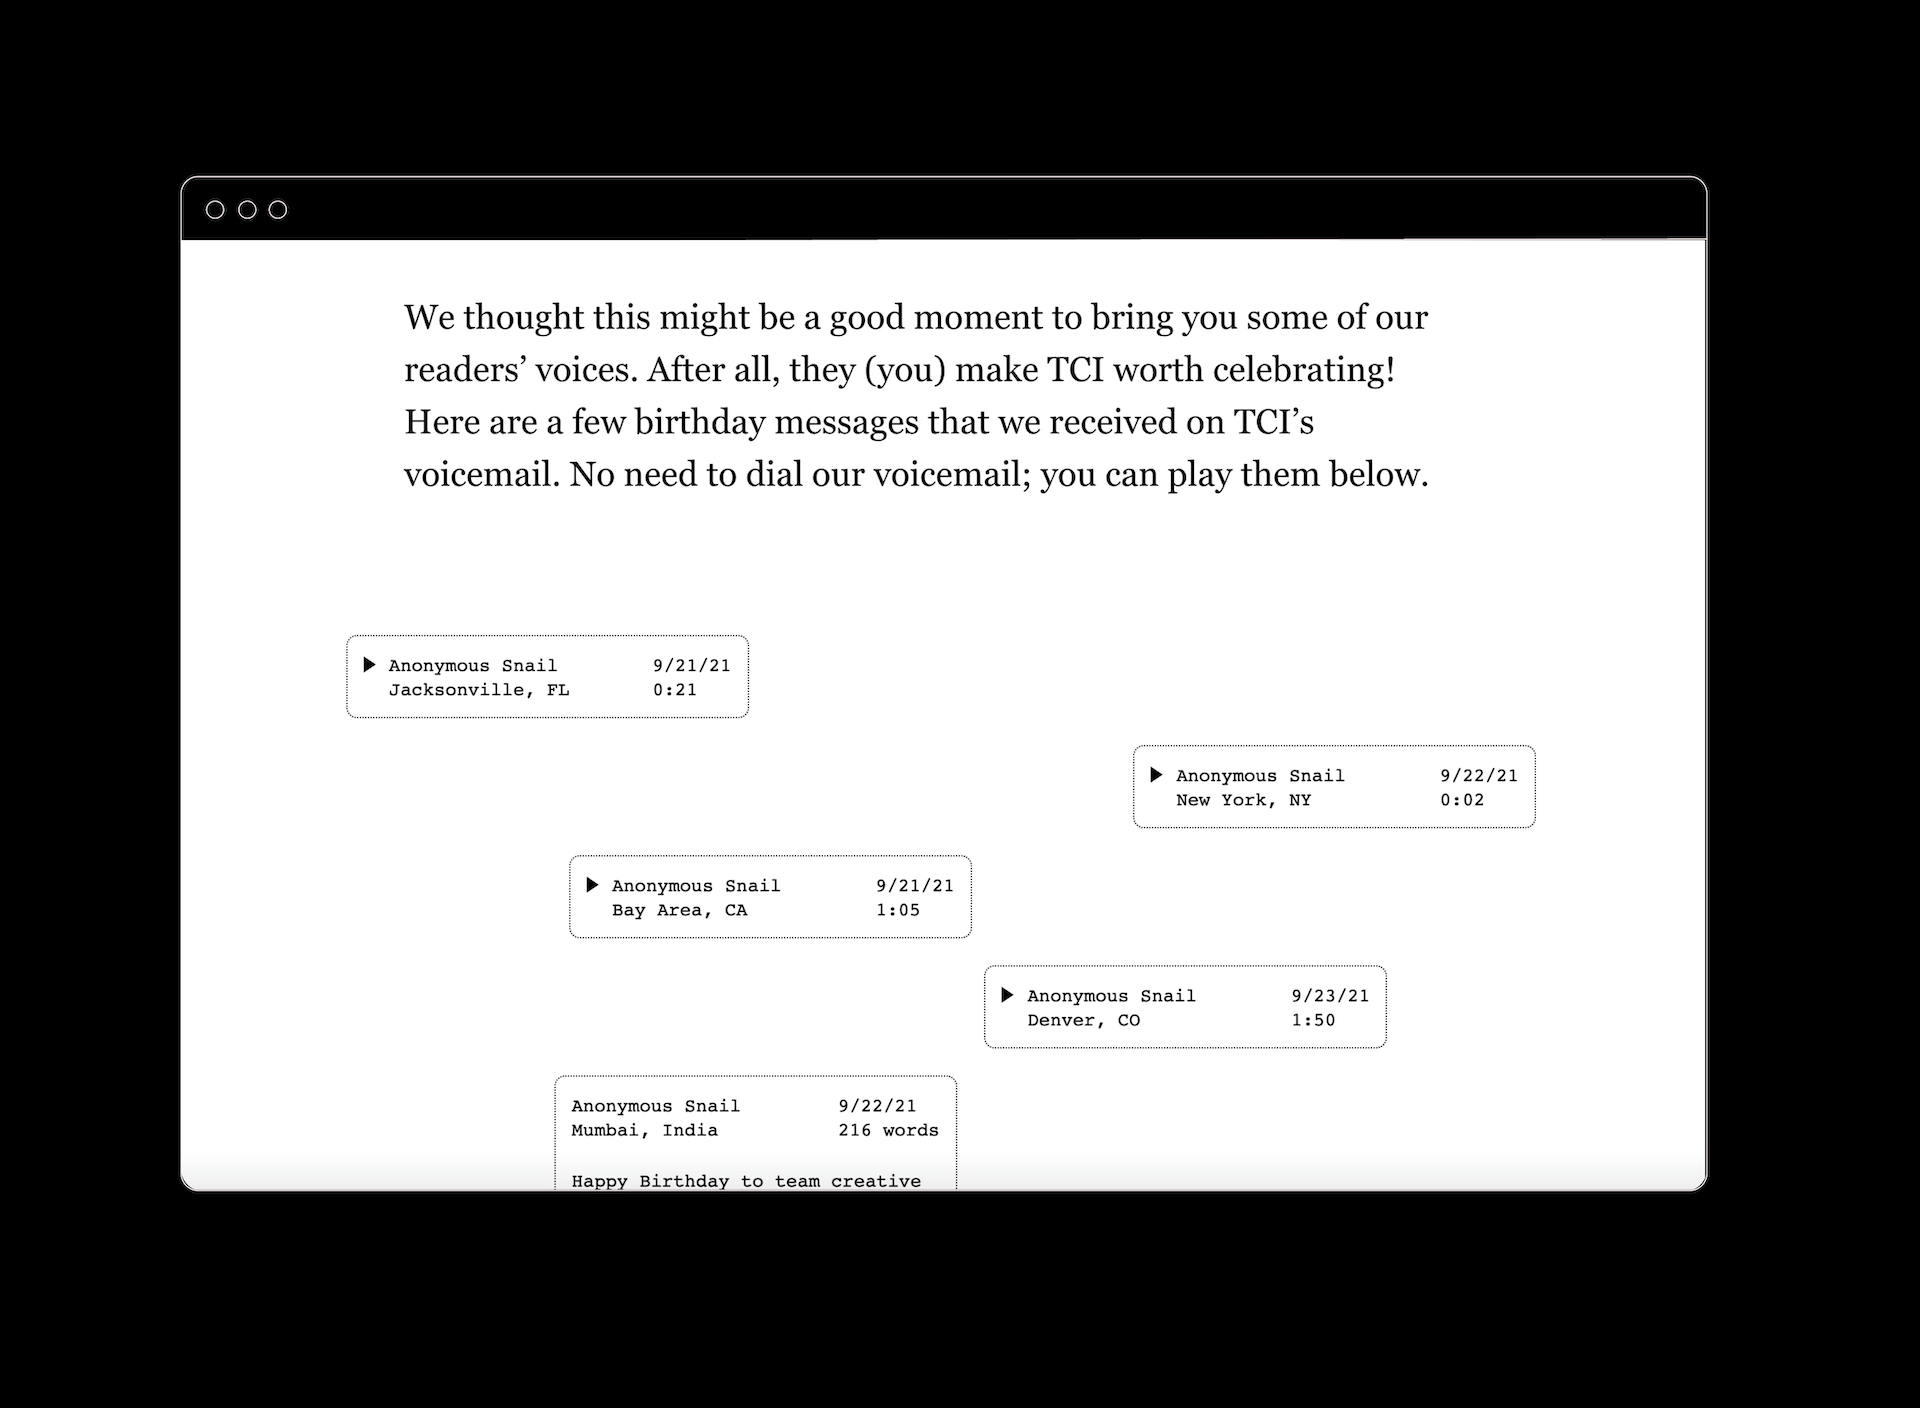 We thought this might be a good moment to bring you some of our
readers’ voices. After all, they (you) make TCI worth celebrating!
Here are a few birthday messages that we received on TCI’s
voicemail. No need to dial our voicemail; you can play them below.
Anonymous Snail 9/21/21
Jacksonville, FL 0:21
Anonymous Snail 9/22/21
New York, NY 0:02
Anonymous Snail 9/21/21
Bay Area, CA 1:05
Anonymous Snail 9/23/21
Denver, CO 1:50
Anonymous Snail 9/22/21
Mumbai, India 216 words
Happy Birthday to team creative